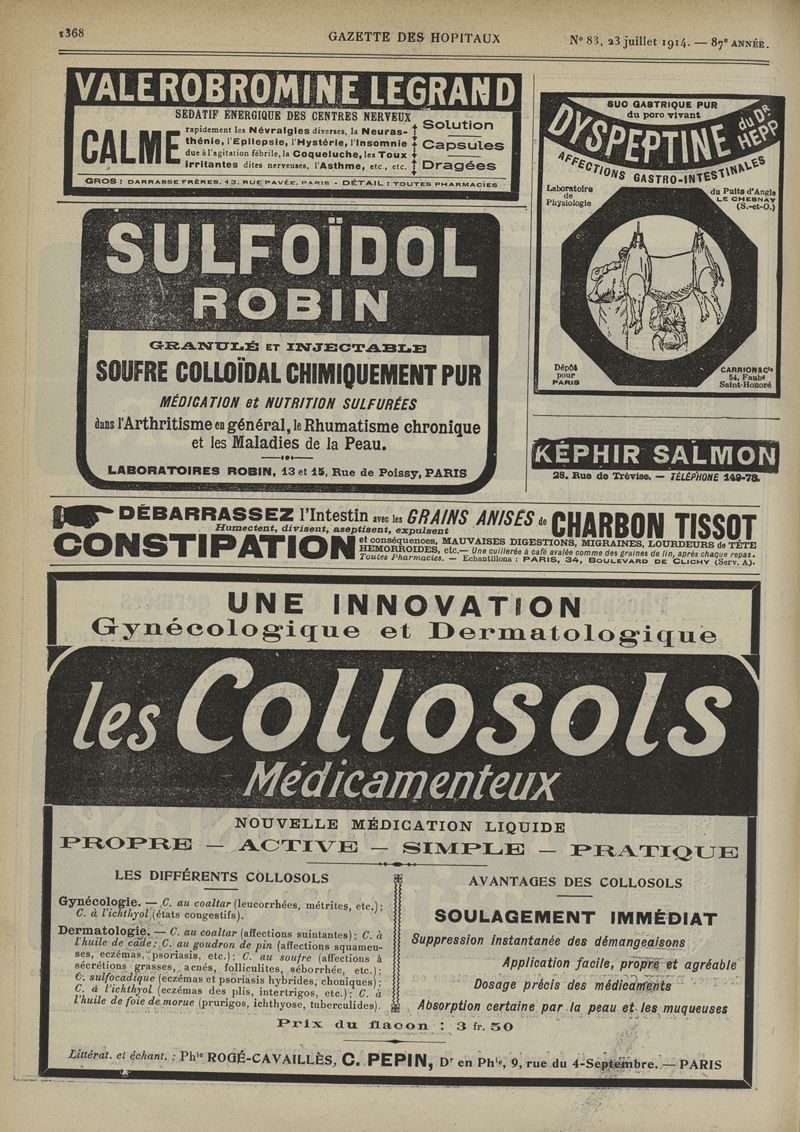 1368
GAZETTE DES HOPITAUX
Nº 83, 23 juillet 1914. — 87e ANNÉE.
VALEROBROMINE LEGRAND
SÉDATIF ÉNERGIQUE DES CENTRES NERVEUX
CALME
rapidement les Névralgies diverses, la Neuras-
thénie, l'Epilepsie, l'Hystérie, l'Insomnie
due à l'agitation fébrile, la Coqueluche, les Toux
irritantes dites nerveuses, l'Asthme, etc., etc.
Solution
Capsules
Dragées
GROS : DARRASSE FRÈRES, 13, RUE PAVÉE, PARIS - DÉTAIL : TOUTES PHARMACIES
SUC GASTRIQUE PUR
du porc vivant
DYSPEPTINE du DR HEPP
AFFECTIONS GASTRO-INTESTINALES
Laboratoire
de
Physiologie
du Puits d'Angle
LE CHESNAY
(S.-et-O.)
Dépôt
pour
PARIS
CARRION&Cie
54, Faubg
Saint-Honoré
SULFOÏDOL
ROBIN
GRANULÉ ET INJECTABLE
SOUFRE COLLOÏDAL CHIMIQUEMENT PUR
MÉDICATION et NUTRITION SULFURÉES
dans l'Arthritisme en général, le Rhumatisme chronique
et les Maladies de la Peau.
LABORATOIRES ROBIN, 13 et 15, Rue de Poissy, PARIS
KÉPHIR SALMON
28, Rue de Trévise. — TÉLÉPHONE 149-78.
DÉBARRASSEZ l'Intestin avec les GRAINS ANISÉS de CHARBON TISSOT
Humectent, divisent, aseptisent, expulsent
CONSTIPATION
et conséquences, MAUVAISES DIGESTIONS, MIGRAINES, LOURDEURS de TÊTE
HEMORROIDES, etc.— Une cuillerée à café avalée comme des graines de lin, après chaque repas.
Toutes Pharmacies. — Echantillons : PARIS, 34, BOULEVARD DE CLICHY (Serv. A).
UNE INNOVATION
Gynécologique et Dermatologique
les Collosols
Médicamenteux
NOUVELLE MÉDICATION LIQUIDE
PROPRE — ACTIVE — SIMPLE — PRATIQUE
LES DIFFÉRENTS COLLOSOLS
Gynécologie. — C. au coaltar (leucorrhées, métrites, etc.);
C. à l'ichthyol (états congestifs).
Dermatologie. — C. au coaltar (affections suintantes); C. à
l'huile de cade; C. au goudron de pin (affections squameu-
ses, eczémas, psoriasis, etc.); C. au soufre (affections à
sécrétions grasses, acnés, folliculites, séborrhée, etc.);
C. sulfocadique (eczémas et psoriasis hybrides, choniques);
C. à l'ichtyol (eczémas des plis, intertrigos, etc.); C. à
l'huile de foie de morue (prurigos, ichthyose, tuberculides).
AVANTAGES DES COLLOSOLS
SOULAGEMENT IMMÉDIAT
Suppression instantanée des démangeaisons
Application facile, propre et agréable
Dosage précis des médicaments
Absorption certaine par la peau et les muqueuses
Prix du flacon : 3 fr. 50
Littérat. et échant. : Phie ROGÉ-CAVAILLÈS, C. PEPIN, Dr en Phie, 9, rue du 4-Septembre. — PARIS